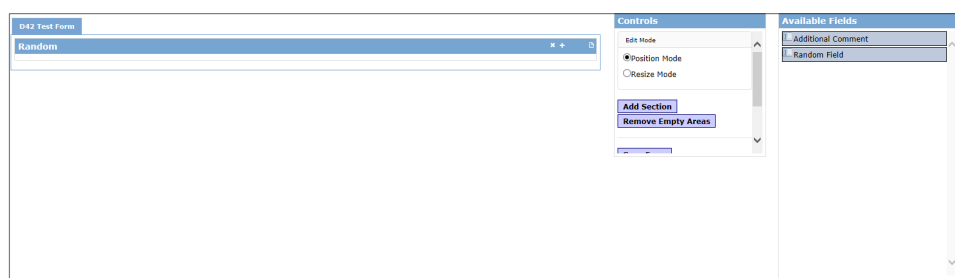 D42 Test Form
Random
Controls
Edit Mode
Position Mode
Resize Mode
Add Section
Remove Empty Areas
Available Fields
Additional Comment
Random Field